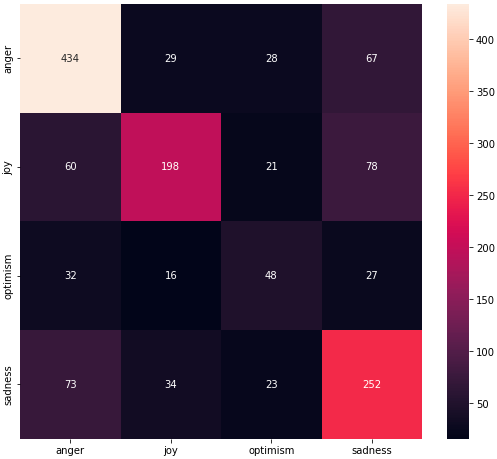 anger 434 29 28 67
joy 60 198 21 78
optimism 32 16 48 27
sadness 73 34 23 252
anger joy optimism sadness
400
350
300
250
200
150
100
50